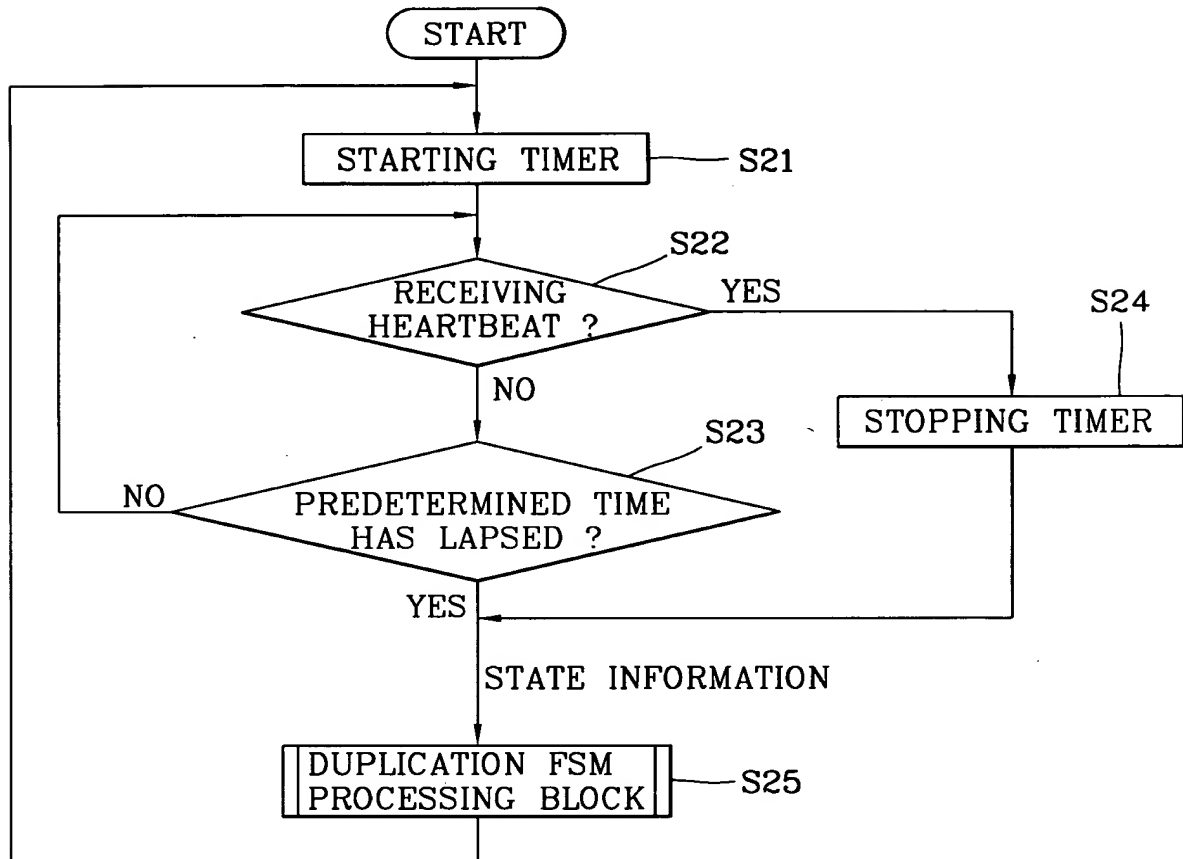 START
STARTING TIMER
S21
S22
RECEIVING
HEARTBEAT ?
YES
S24
NO
STOPPING TIMER
S23
NO
PREDETERMINED TIME
HAS LAPSED ?
YES
STATE INFORMATION
DUPLICATION FSM
PROCESSING BLOCK
S25